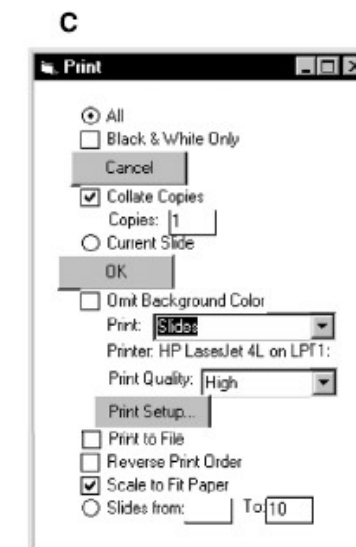 C
Print
All
Black & White Only
Cancel
Collate Copies
Copies: 1
Current Slide
OK
Omit Background Color
Print: Slides
Printer: HP LaserJet 4L on LPT1:
Print Quality: High
Print Setup...
Print to File
Reverse Print Order
Scale to Fit Paper
Slides from: To: 10